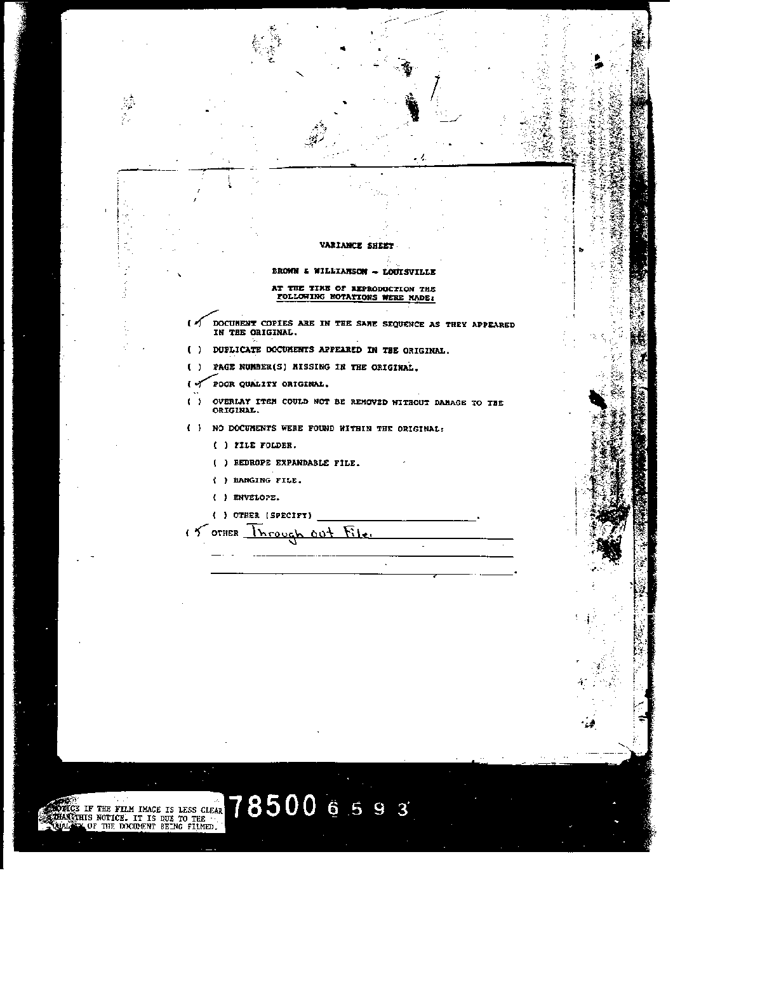 VARIANCE SHEET
BROWN & WILLIAMSON - LOUISVILLE
AT THE TIME OF REPRODUCTION THE
FOLLOWING NOTATIONS WERE MADE:
(✓) DOCUMENT COPIES ARE IN THE SAME SEQUENCE AS THEY APPEARED
IN THE ORIGINAL.
( ) DUPLICATE DOCUMENTS APPEARED IN THE ORIGINAL.
( ) PAGE NUMBER(S) MISSING IN THE ORIGINAL.
(✓) POOR QUALITY ORIGINAL.
( ) OVERLAY ITEM COULD NOT BE REMOVED WITHOUT DAMAGE TO THE
ORIGINAL.
( ) NO DOCUMENTS WERE FOUND WITHIN THE ORIGINAL:
( ) FILE FOLDER.
( ) REDROPE EXPANDABLE FILE.
( ) HANGING FILE.
( ) ENVELOPE.
( ) OTHER (SPECIFY)
(✓) OTHER Through out File.
NOTICE IF THE FILM IMAGE IS LESS CLEAR
THAN THIS NOTICE. IT IS DUE TO THE
QUALITY OF THE DOCUMENT BEING FILMED.
78500 6593